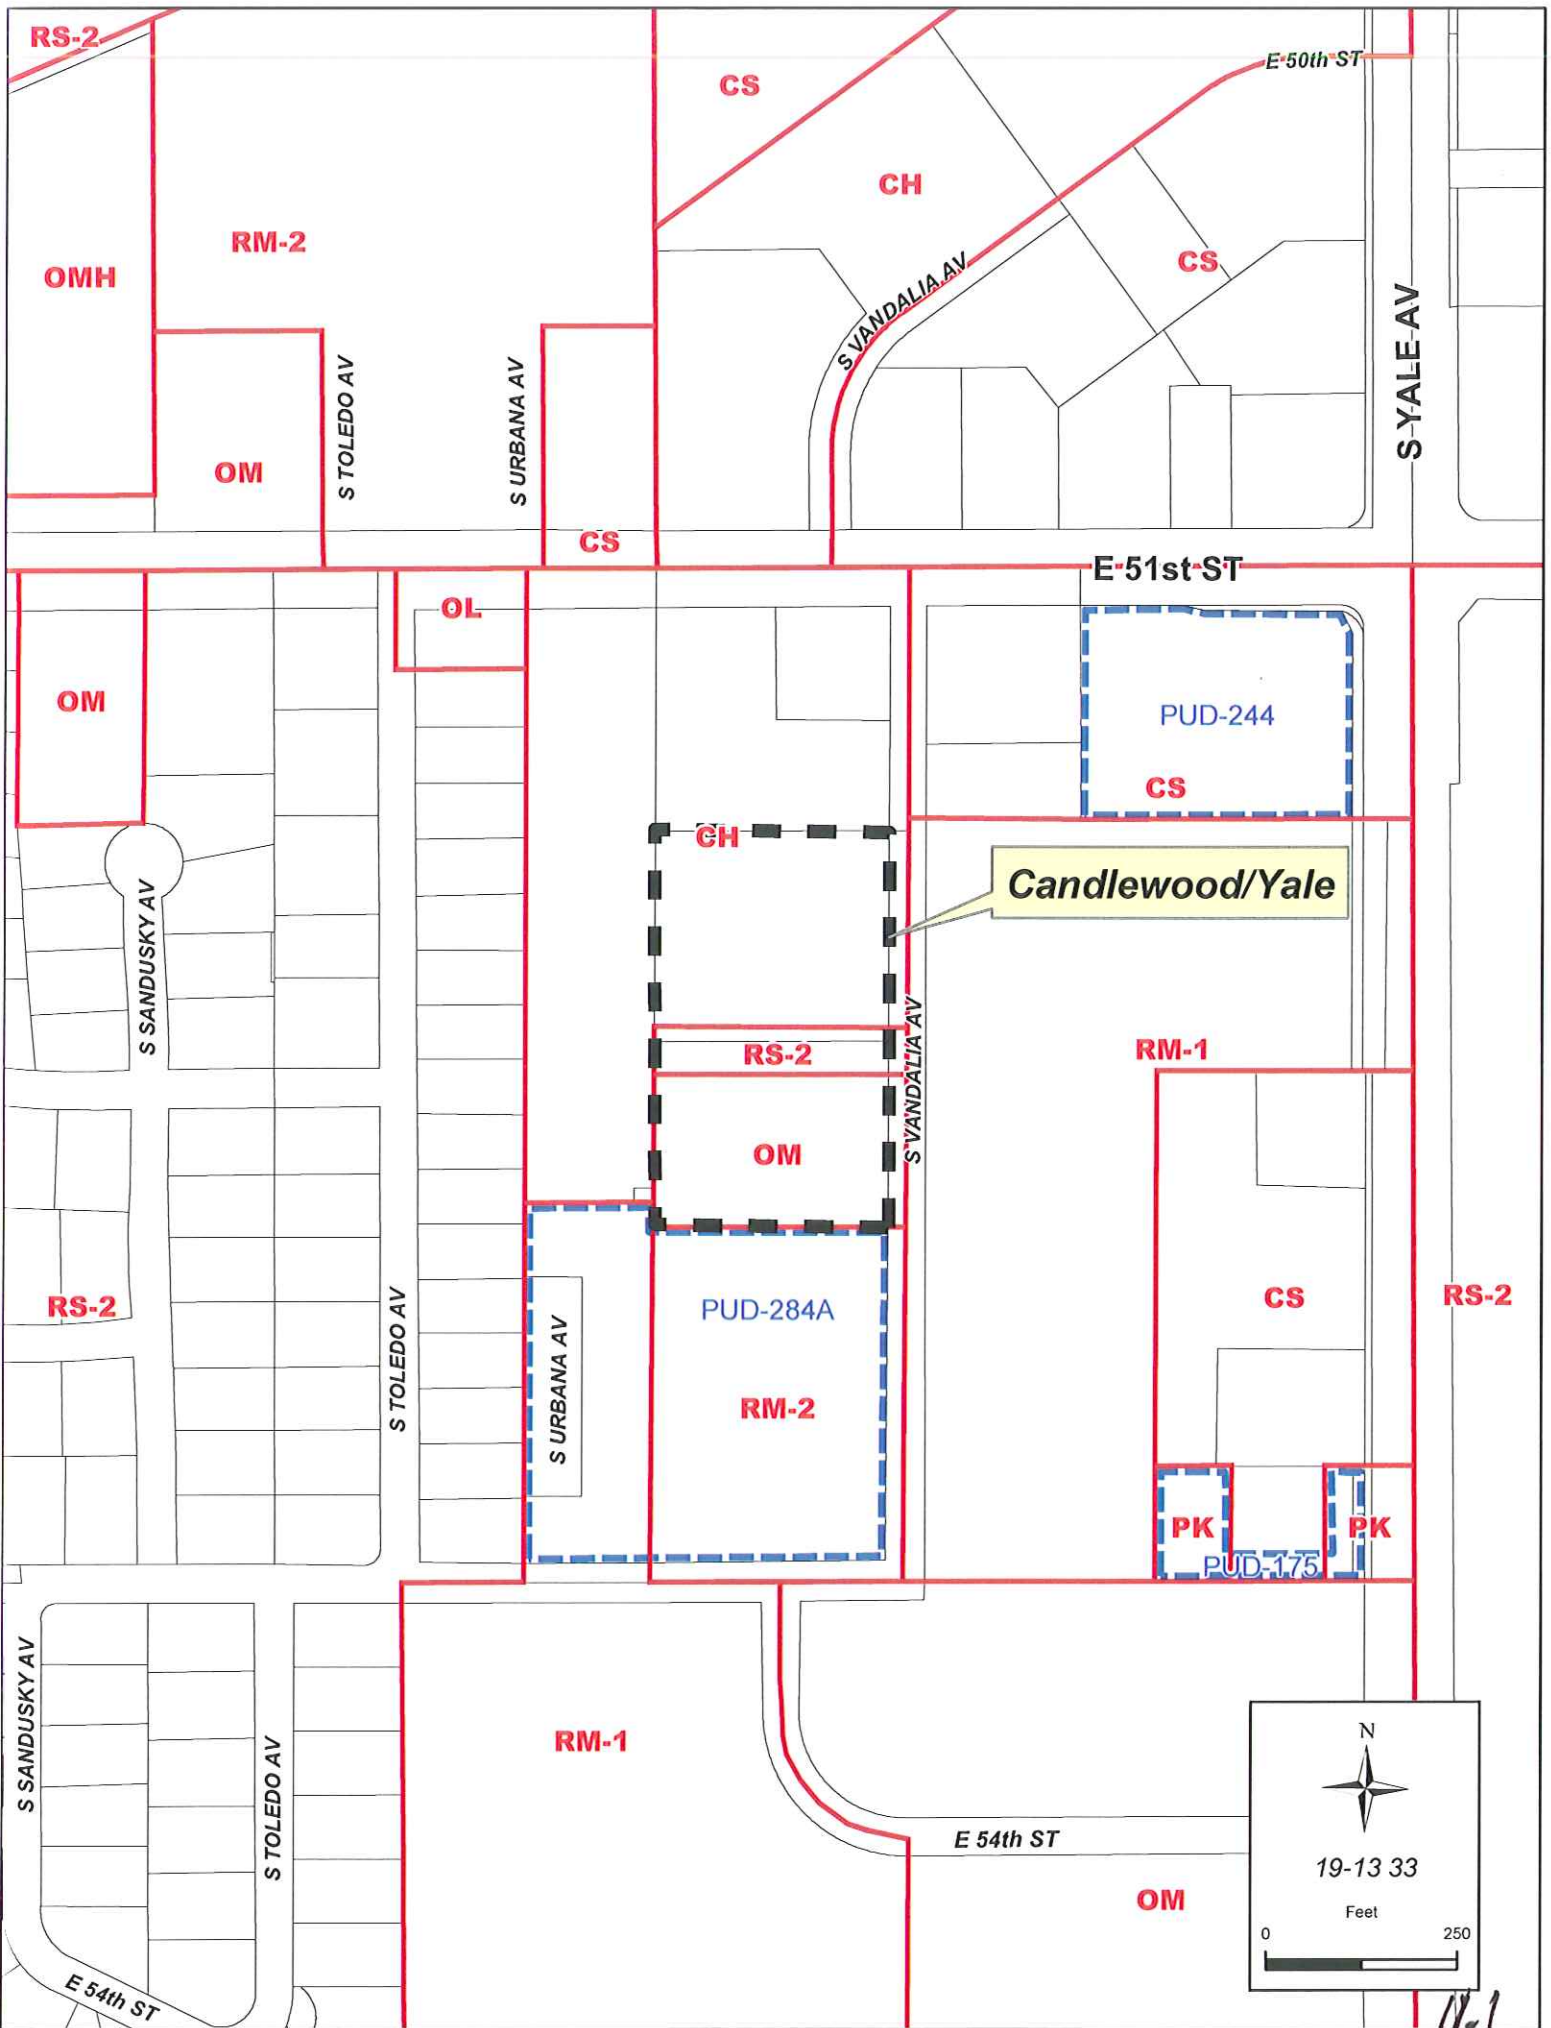 RS-2
CS
E 50th ST
CH
RM-2
CS
OMH
S VANDALIA AV
S YALE AV
S TOLEDO AV
S URBANA AV
OM
CS
E 51st ST
OL
OM
PUD-244
CS
CH
Candlewood/Yale
S SANDUSKY AV
RS-2
RM-1
S VANDALIA AV
OM
RS-2
PUD-284A
CS
RS-2
S TOLEDO AV
S URBANA AV
RM-2
PK
PK
PUD-175
S SANDUSKY AV
S TOLEDO AV
RM-1
N
E 54th ST
19-13 33
OM
Feet
0 250
E 54th ST